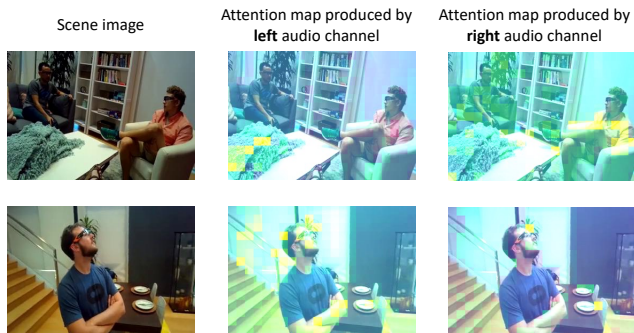 Scene image
Attention map produced by
left audio channel
Attention map produced by
right audio channel